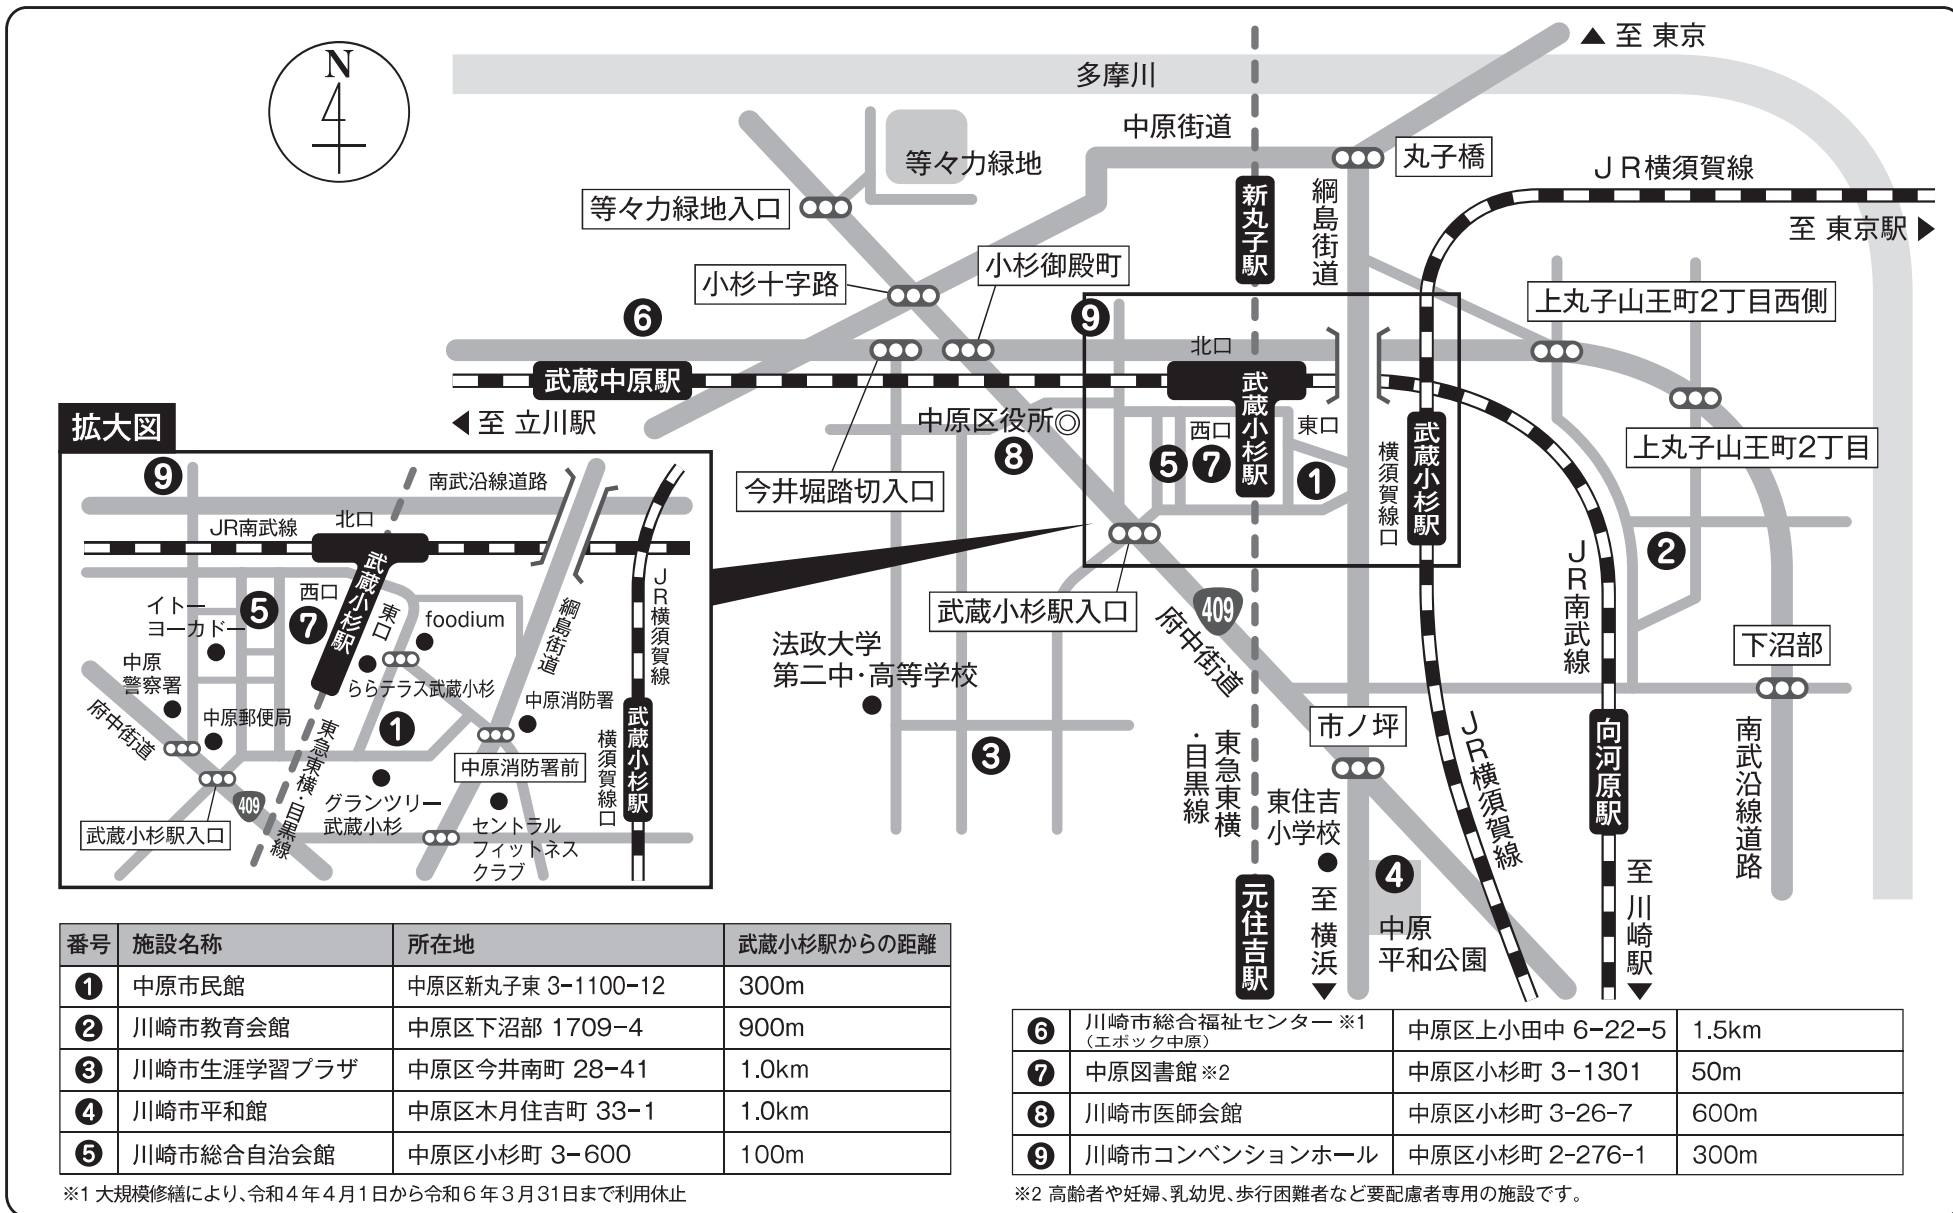 N
▲ 至 東京
多摩川
中原街道
丸子橋
等々力緑地
JR横須賀線
等々力緑地入口
新丸子駅
綱島街道
至 東京駅 ▶
小杉十字路
小杉御殿町
上丸子山王町2丁目西側
❻
❾
北口
武蔵中原駅
武蔵小杉駅
◀ 至 立川駅
中原区役所◎
❽
西口
東口
❺
❼
❶
横須賀線口
武蔵小杉駅
上丸子山王町2丁目
今井堀踏切入口
❷
JR南武線
武蔵小杉駅入口
409
府中街道
法政大学
第二中・高等学校
下沼部
❸
市ノ坪
東急東横
・目黒線
JR横須賀線
向河原駅
南武沿線道路
東住吉
小学校
❹
元住吉駅
至 横浜 ▼
中原
平和公園
至 川崎駅 ▼
拡大図
❾
南武沿線道路
JR南武線
北口
イトー
ヨーカドー
❺
西口
❼
武蔵小杉駅
東口
foodium
綱島街道
JR横須賀線
中原
警察署
ららテラス武蔵小杉
中原消防署
中原郵便局
府中街道
❶
武蔵小杉駅
横須賀線口
中原消防署前
東急東横・目黒線
409
グランツリー
武蔵小杉
武蔵小杉駅入口
セントラル
フィットネス
クラブ
番号 施設名称 所在地 武蔵小杉駅からの距離
❶ 中原市民館 中原区新丸子東 3-1100-12 300m
❷ 川崎市教育会館 中原区下沼部 1709-4 900m
❸ 川崎市生涯学習プラザ 中原区今井南町 28-41 1.0km
❹ 川崎市平和館 中原区木月住吉町 33-1 1.0km
❺ 川崎市総合自治会館 中原区小杉町 3-600 100m
※1 大規模修繕により、令和4年4月1日から令和6年3月31日まで利用休止
❻ 川崎市総合福祉センター ※1 中原区上小田中 6-22-5 1.5km
（エポック中原）
❼ 中原図書館 ※2 中原区小杉町 3-1301 50m
❽ 川崎市医師会館 中原区小杉町 3-26-7 600m
❾ 川崎市コンベンションホール 中原区小杉町 2-276-1 300m
※2 高齢者や妊婦、乳幼児、歩行困難者など要配慮者専用の施設です。